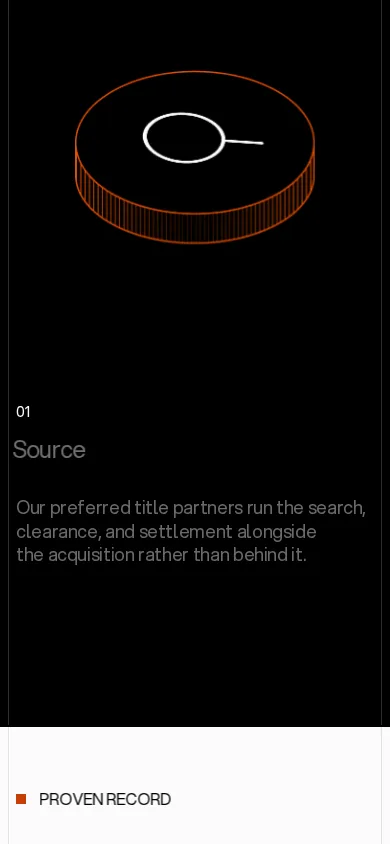 01
Source
Our preferred title partners run the search,
clearance, and settlement alongside
the acquisition rather than behind it.
PROVEN RECORD